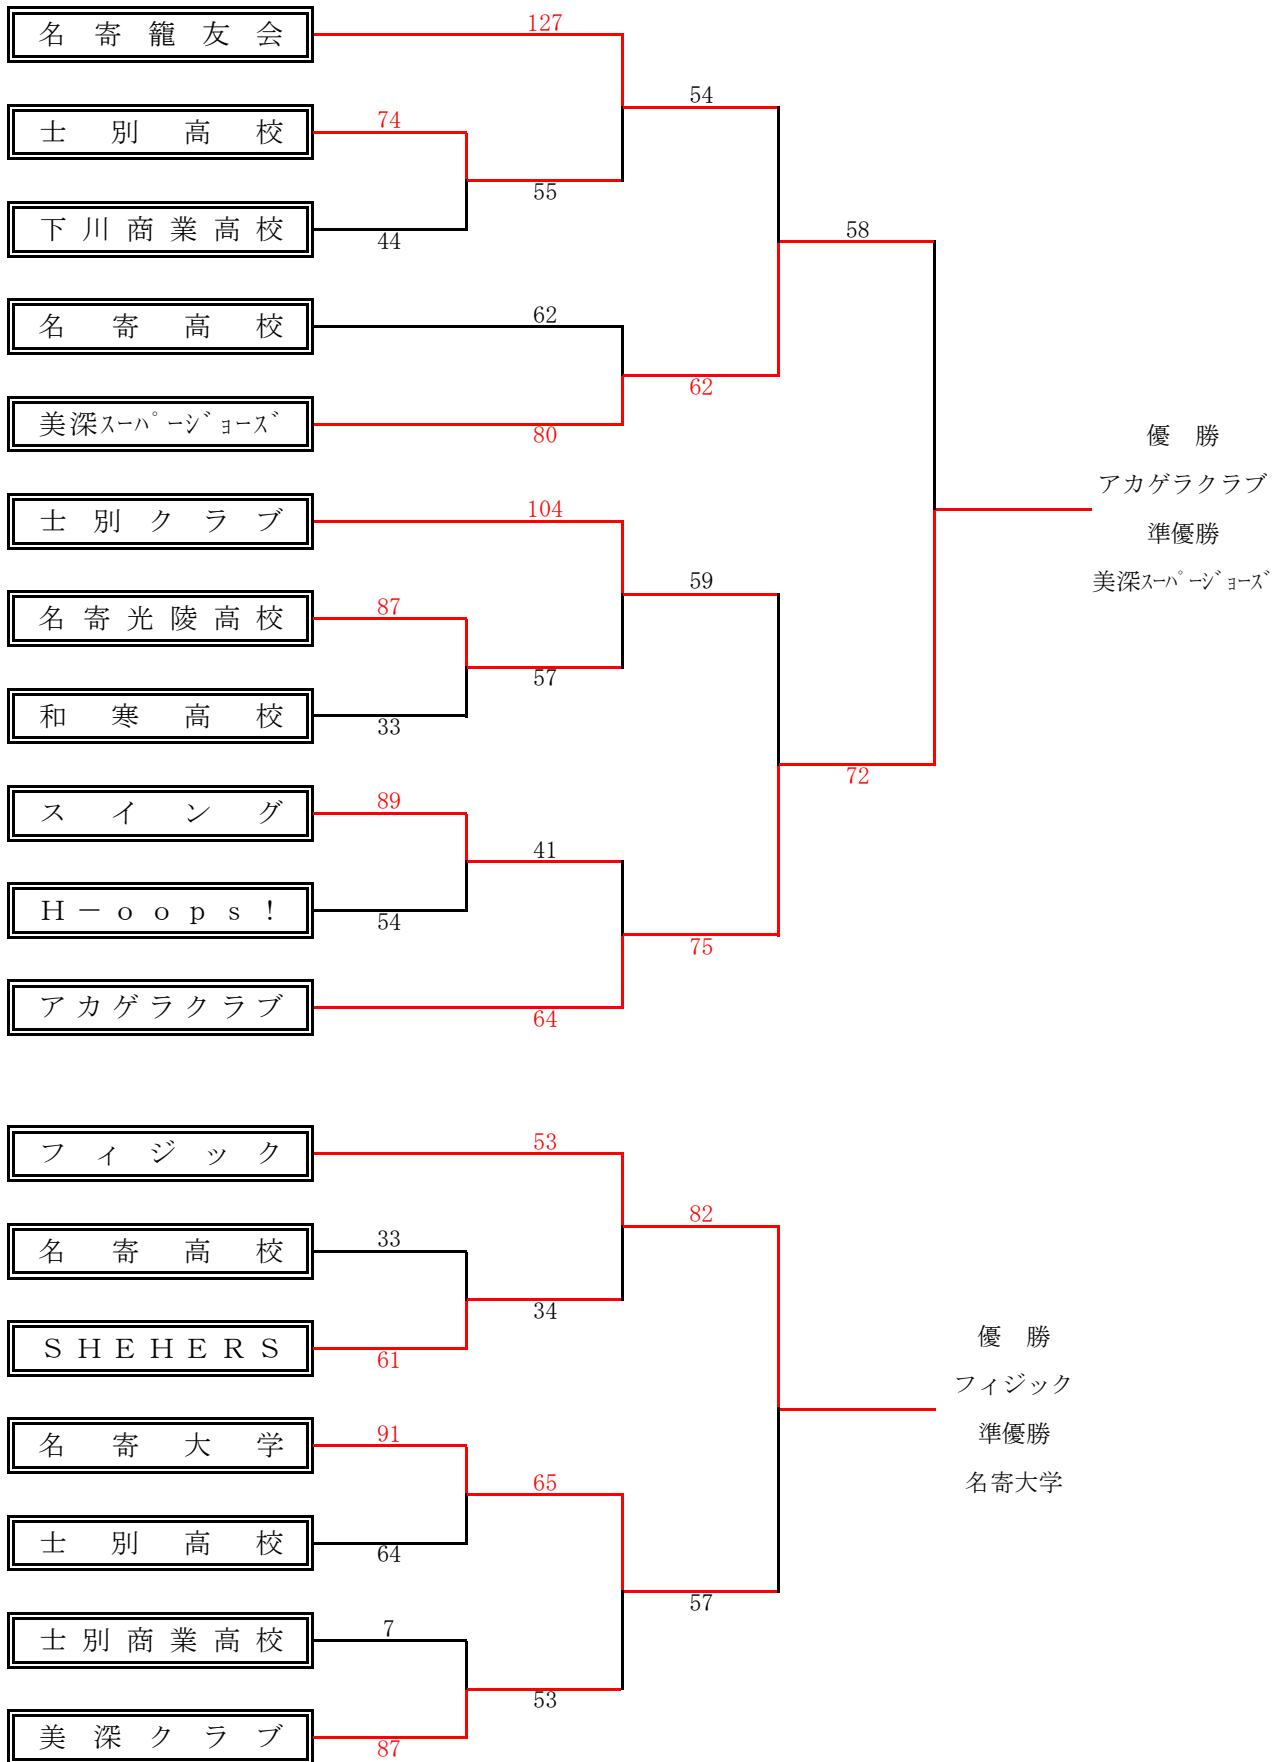 名寄籠友会
127
54
士別高校
74
55
下川商業高校
44
58
名寄高校
62
62
美深ｽｰﾊﾟｰｼﾞｮｰｽﾞ
80
優　勝
アカゲラクラブ
準優勝
美深ｽｰﾊﾟｰｼﾞｮｰｽﾞ
士別クラブ
104
59
名寄光陵高校
87
57
和寒高校
33
72
スイング
89
41
H－oops!
54
75
アカゲラクラブ
64
フィジック
53
82
名寄高校
33
34
SHEHERS
61
優　勝
フィジック
準優勝
名寄大学
名寄大学
91
65
士別高校
64
57
士別商業高校
7
53
美深クラブ
87